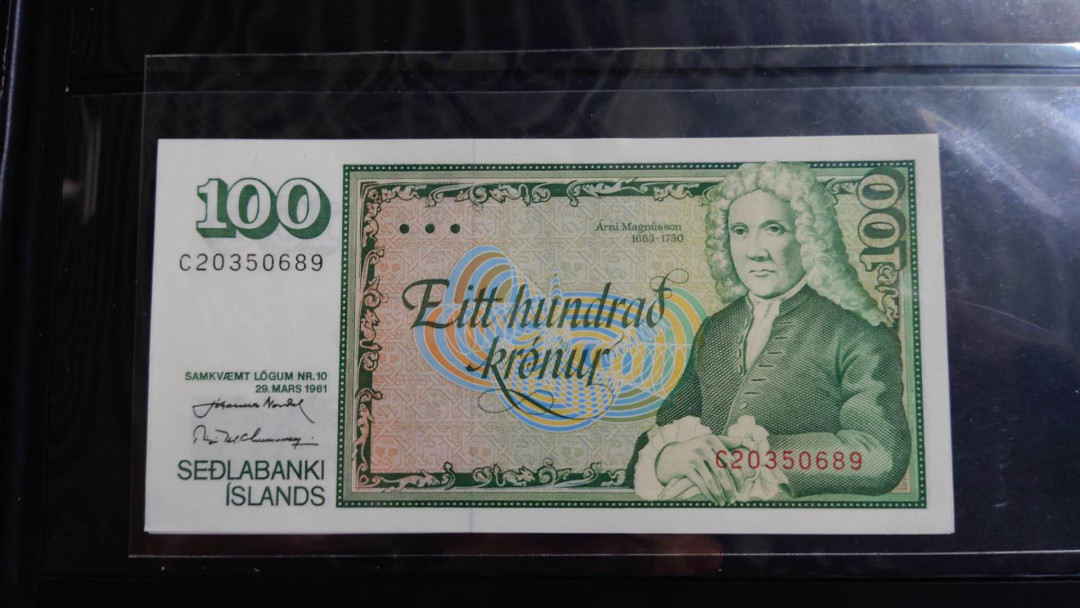 100
C20350689
SAMKVÆMT LÖGUM NR.10
29. MARS 1961
SEÐLABANKI
ÍSLANDS
Árni Magnússon
1663-1730
Eitt hundrað
krónur
100
C20350689